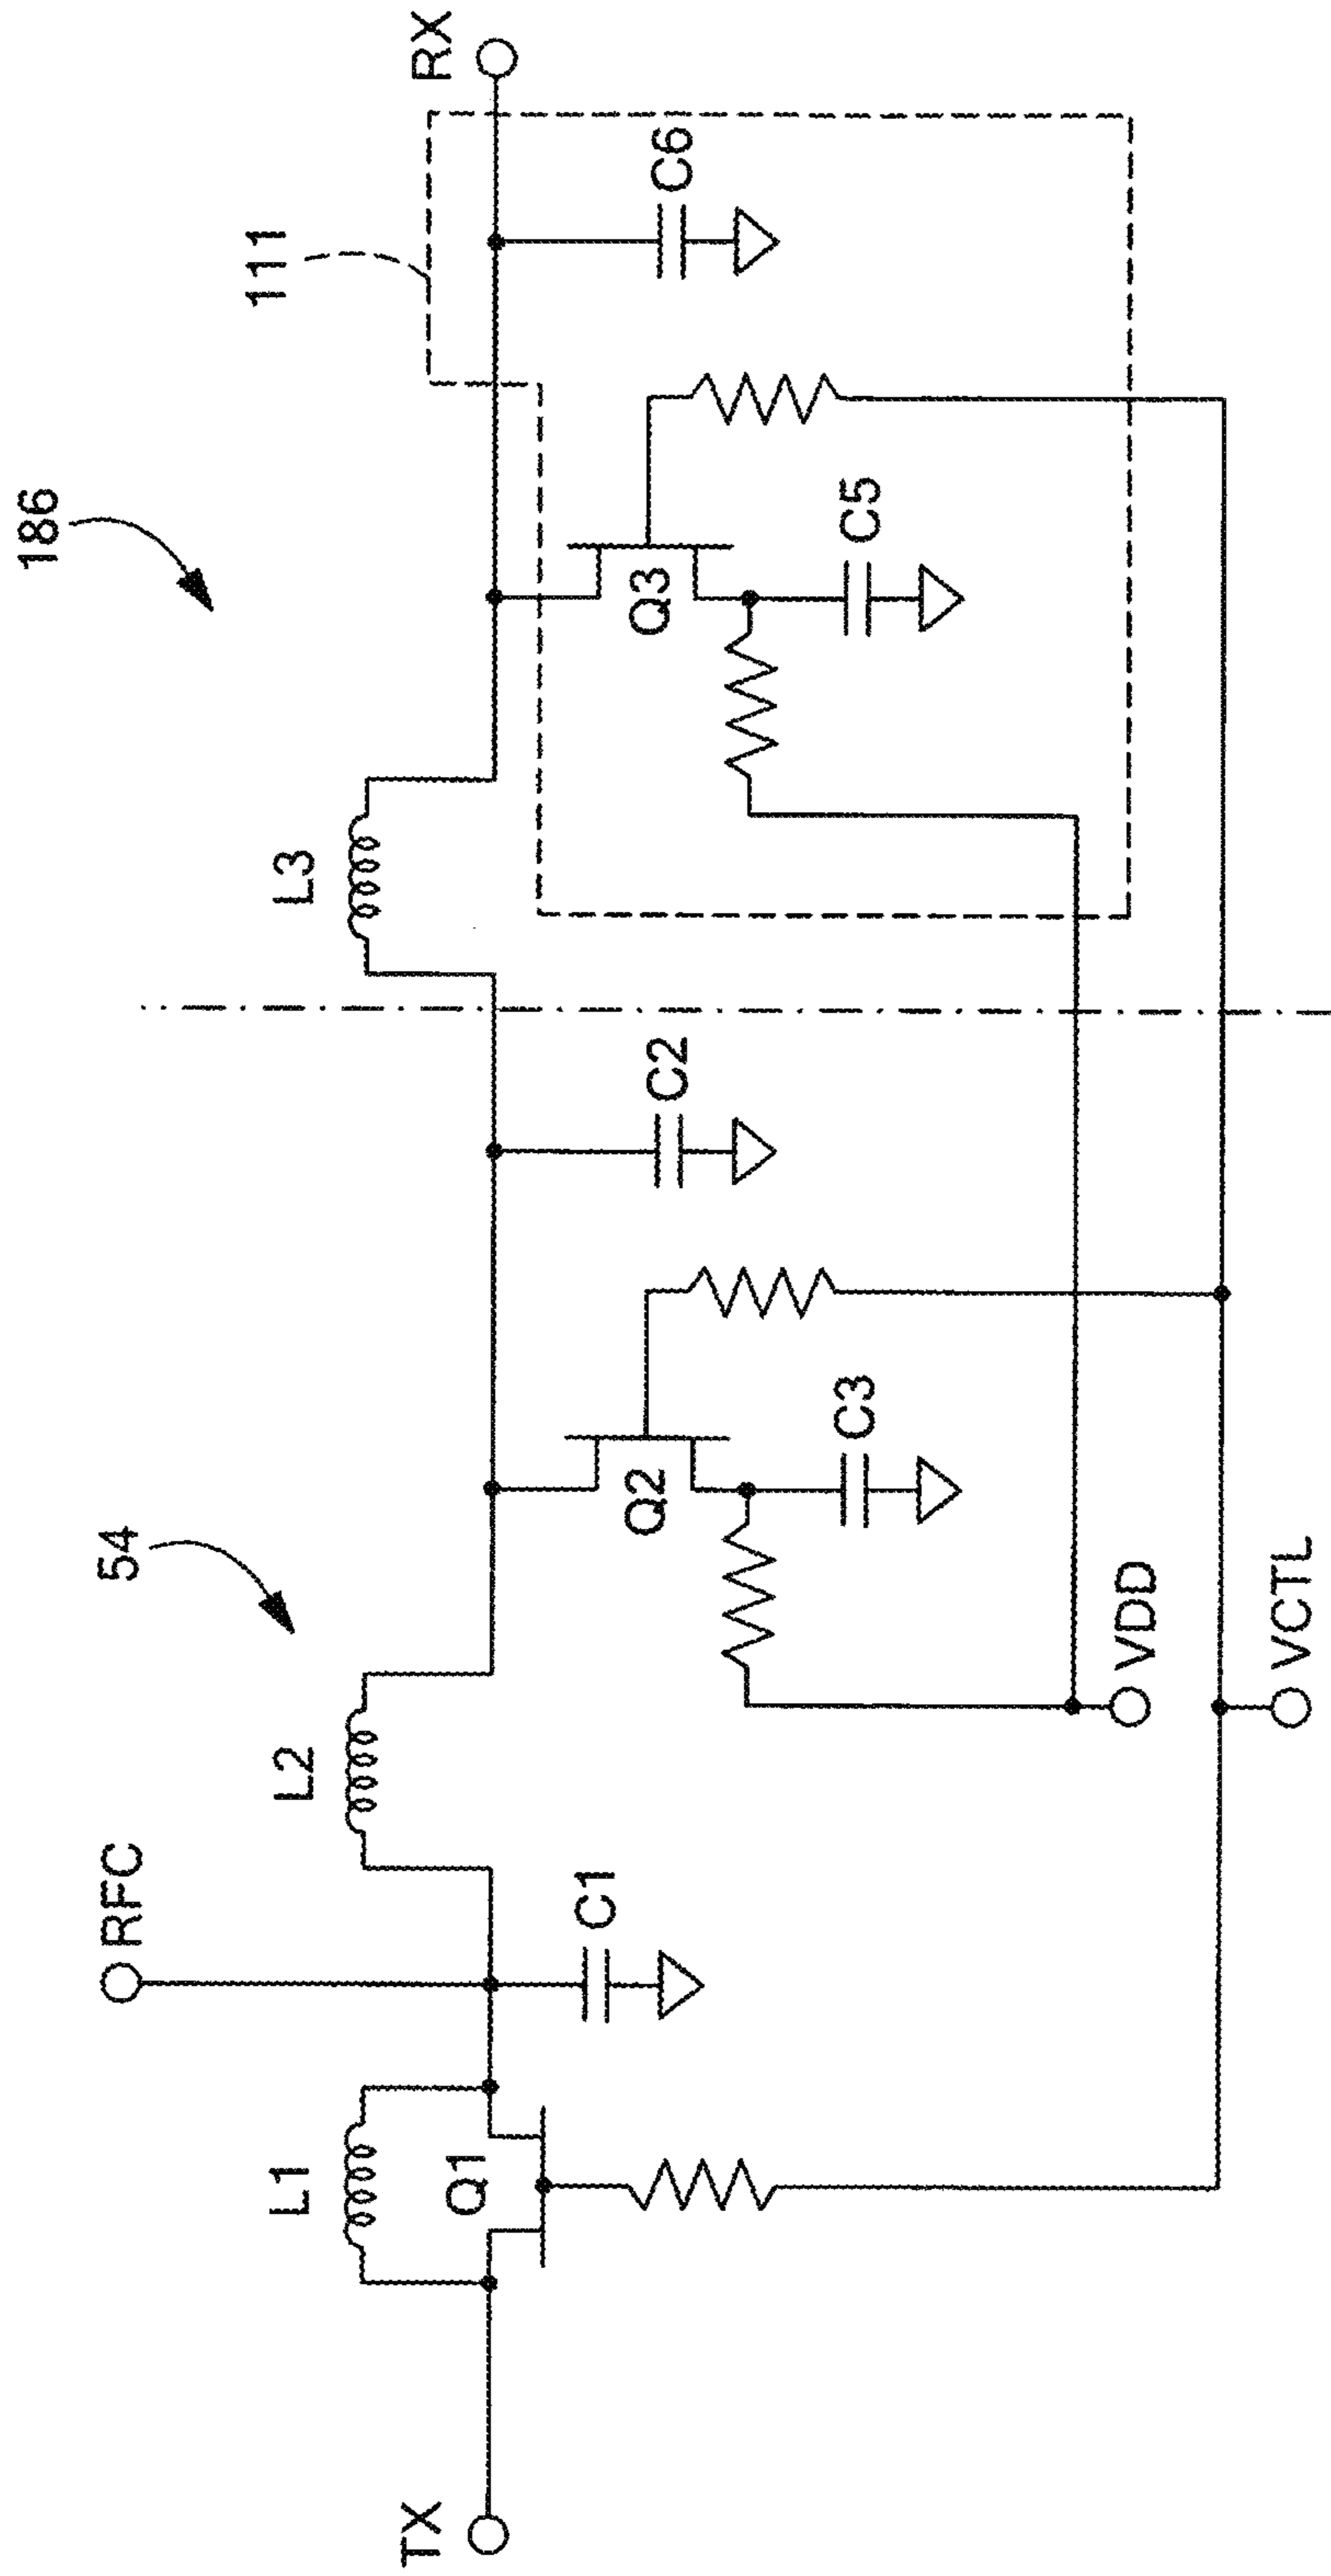 186
54
111
RFC
L1
L2
L3
TX
RX
Q1
C1
Q2
C2
Q3
C6
C3
C5
VDD
VCTL